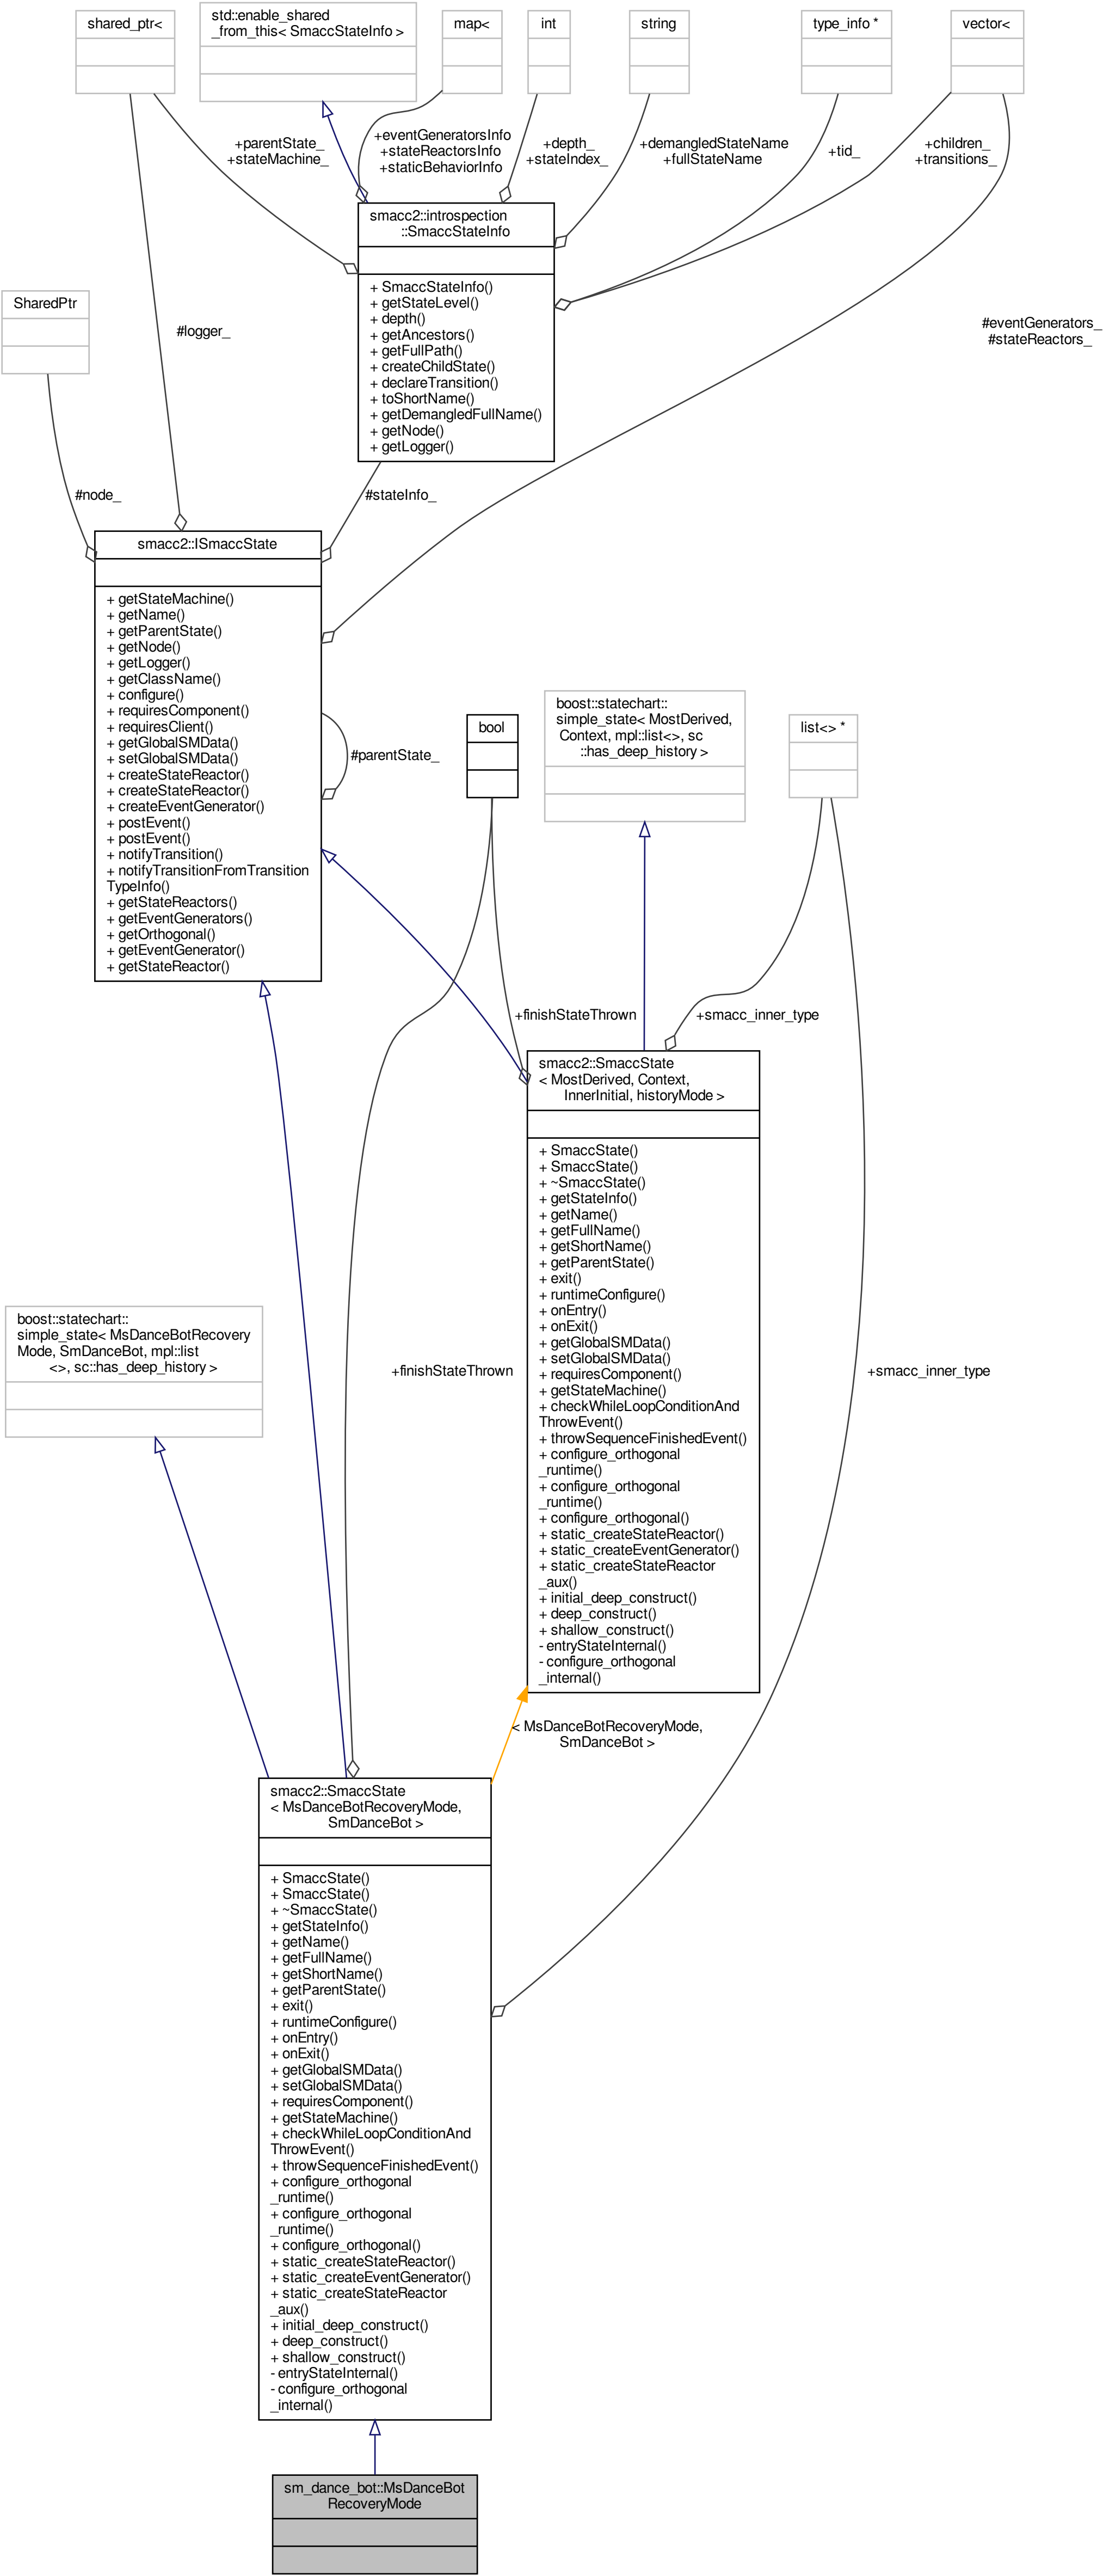 shared_ptr<
std::enable_shared
_from_this< SmaccStateInfo >
map<
int
string
type_info *
vector<
+parentState_
+stateMachine_
+eventGeneratorsInfo
+stateReactorsInfo
+staticBehaviorInfo
+depth_
+stateIndex_
+demangledStateName
+fullStateName
+tid_
+children_
+transitions_
smacc2::introspection
::SmaccStateInfo
+ SmaccStateInfo()
+ getStateLevel()
+ depth()
+ getAncestors()
+ getFullPath()
+ createChildState()
+ declareTransition()
+ toShortName()
+ getDemangledFullName()
+ getNode()
+ getLogger()
SharedPtr
#logger_
#eventGenerators_
#stateReactors_
#node_
#stateInfo_
smacc2::ISmaccState
+ getStateMachine()
+ getName()
+ getParentState()
+ getNode()
+ getLogger()
+ getClassName()
+ configure()
+ requiresComponent()
+ requiresClient()
+ getGlobalSMData()
+ setGlobalSMData()
+ createStateReactor()
+ createStateReactor()
+ createEventGenerator()
+ postEvent()
+ postEvent()
+ notifyTransition()
+ notifyTransitionFromTransition
TypeInfo()
+ getStateReactors()
+ getEventGenerators()
+ getOrthogonal()
+ getEventGenerator()
+ getStateReactor()
#parentState_
bool
boost::statechart::
simple_state< MostDerived,
Context, mpl::list<>, sc
::has_deep_history >
list<> *
+finishStateThrown
+smacc_inner_type
smacc2::SmaccState
< MostDerived, Context,
InnerInitial, historyMode >
+ SmaccState()
+ SmaccState()
+ ~SmaccState()
+ getStateInfo()
+ getName()
+ getFullName()
+ getShortName()
+ getParentState()
+ exit()
+ runtimeConfigure()
+ onEntry()
+ onExit()
+ getGlobalSMData()
+ setGlobalSMData()
+ requiresComponent()
+ getStateMachine()
+ checkWhileLoopConditionAnd
ThrowEvent()
+ throwSequenceFinishedEvent()
+ configure_orthogonal
_runtime()
+ configure_orthogonal
_runtime()
+ configure_orthogonal()
+ static_createStateReactor()
+ static_createEventGenerator()
+ static_createStateReactor
_aux()
+ initial_deep_construct()
+ deep_construct()
+ shallow_construct()
- entryStateInternal()
- configure_orthogonal
_internal()
boost::statechart::
simple_state< MsDanceBotRecovery
Mode, SmDanceBot, mpl::list
<>, sc::has_deep_history >
+finishStateThrown
+smacc_inner_type
< MsDanceBotRecoveryMode,
SmDanceBot >
smacc2::SmaccState
< MsDanceBotRecoveryMode,
SmDanceBot >
+ SmaccState()
+ SmaccState()
+ ~SmaccState()
+ getStateInfo()
+ getName()
+ getFullName()
+ getShortName()
+ getParentState()
+ exit()
+ runtimeConfigure()
+ onEntry()
+ onExit()
+ getGlobalSMData()
+ setGlobalSMData()
+ requiresComponent()
+ getStateMachine()
+ checkWhileLoopConditionAnd
ThrowEvent()
+ throwSequenceFinishedEvent()
+ configure_orthogonal
_runtime()
+ configure_orthogonal
_runtime()
+ configure_orthogonal()
+ static_createStateReactor()
+ static_createEventGenerator()
+ static_createStateReactor
_aux()
+ initial_deep_construct()
+ deep_construct()
+ shallow_construct()
- entryStateInternal()
- configure_orthogonal
_internal()
sm_dance_bot::MsDanceBot
RecoveryMode